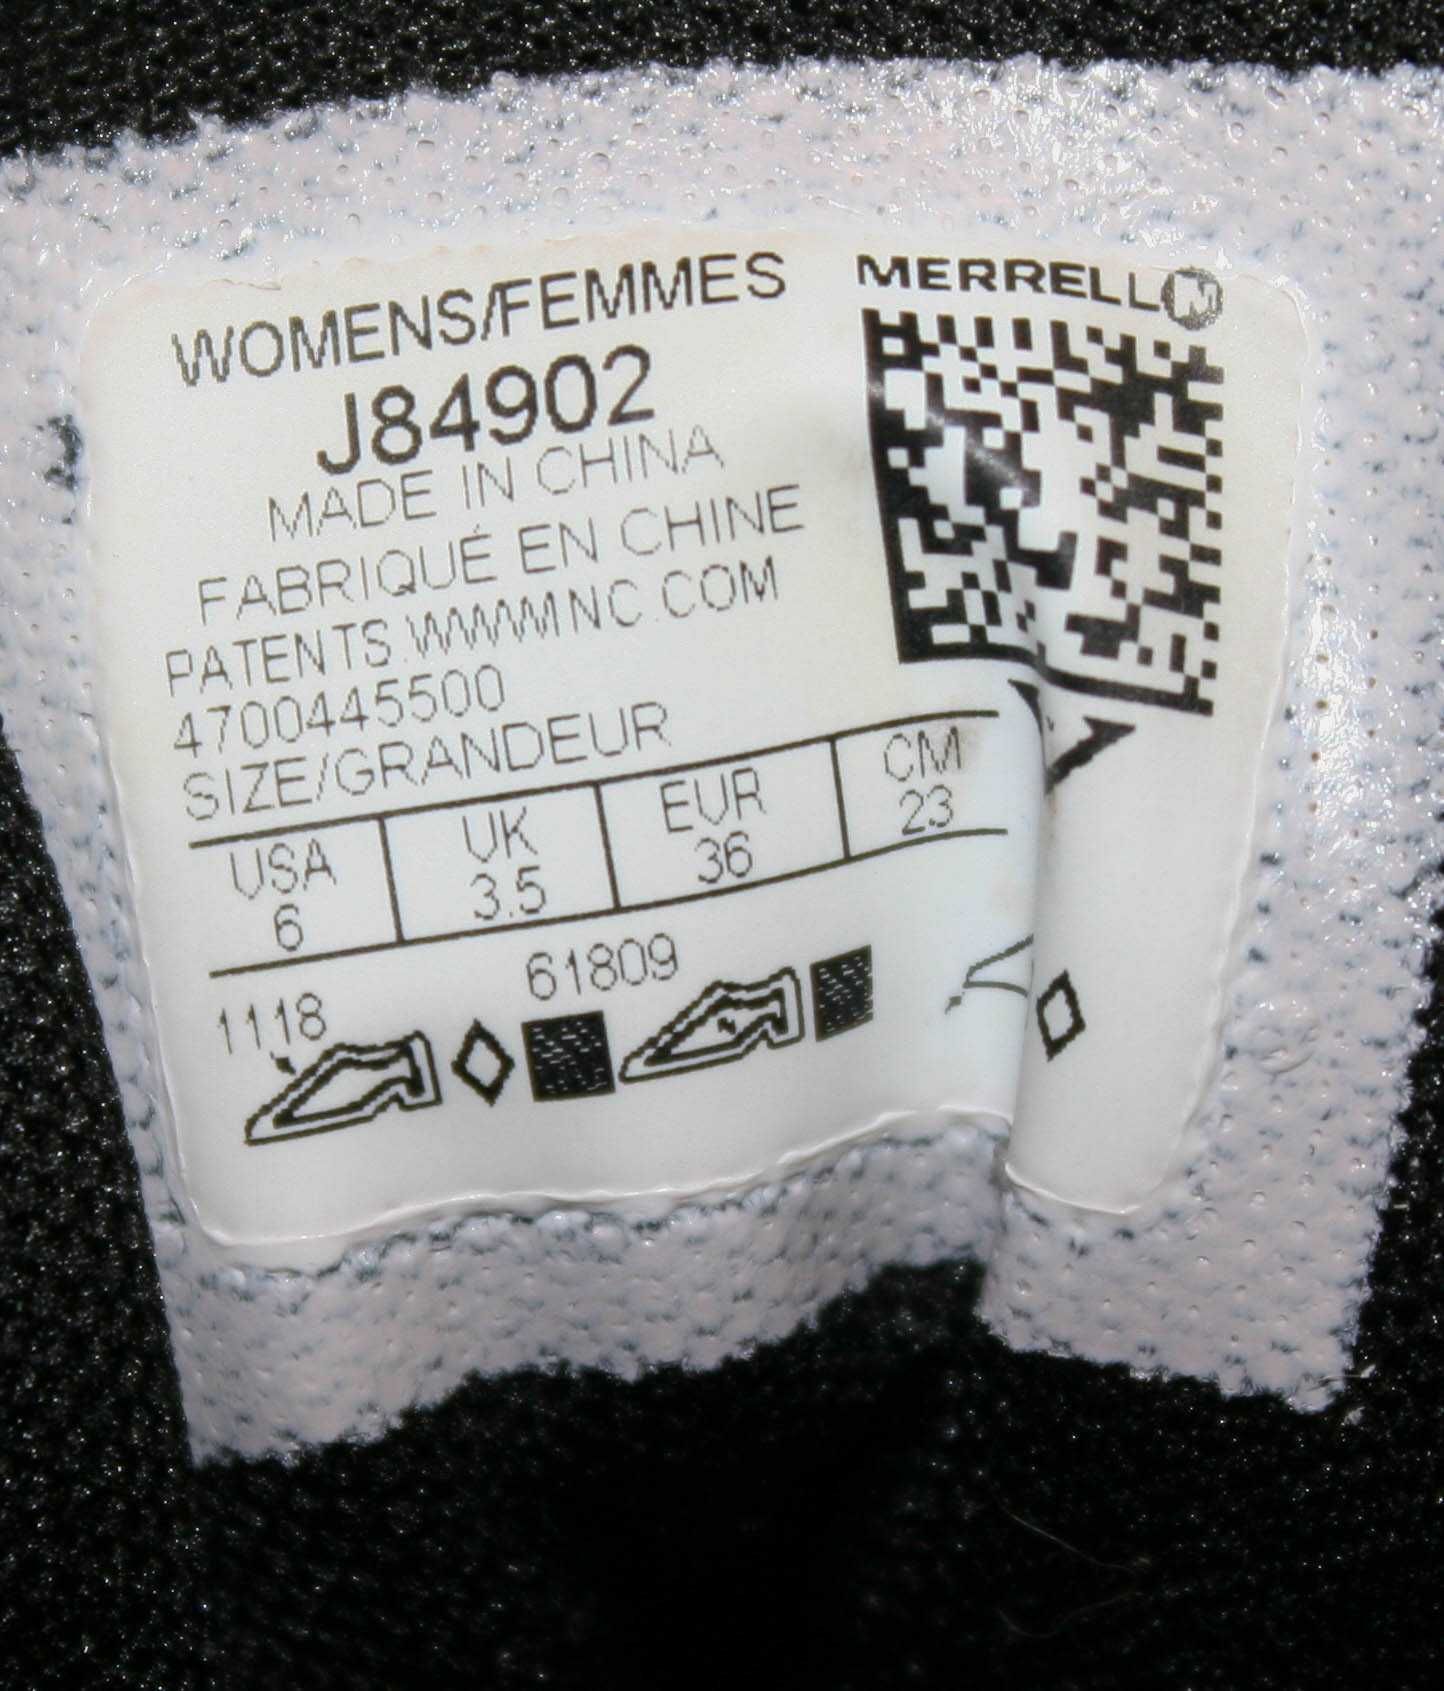 WOMENS/FEMMES
J84902
MADE IN CHINA
FABRIQUÉ EN CHINE
PATENTS WWWINC.COM
4700445500
SIZE/GRANDEUR
USA UK EUR CM
6 3.5 36 23
1118 61809
MERRELL M